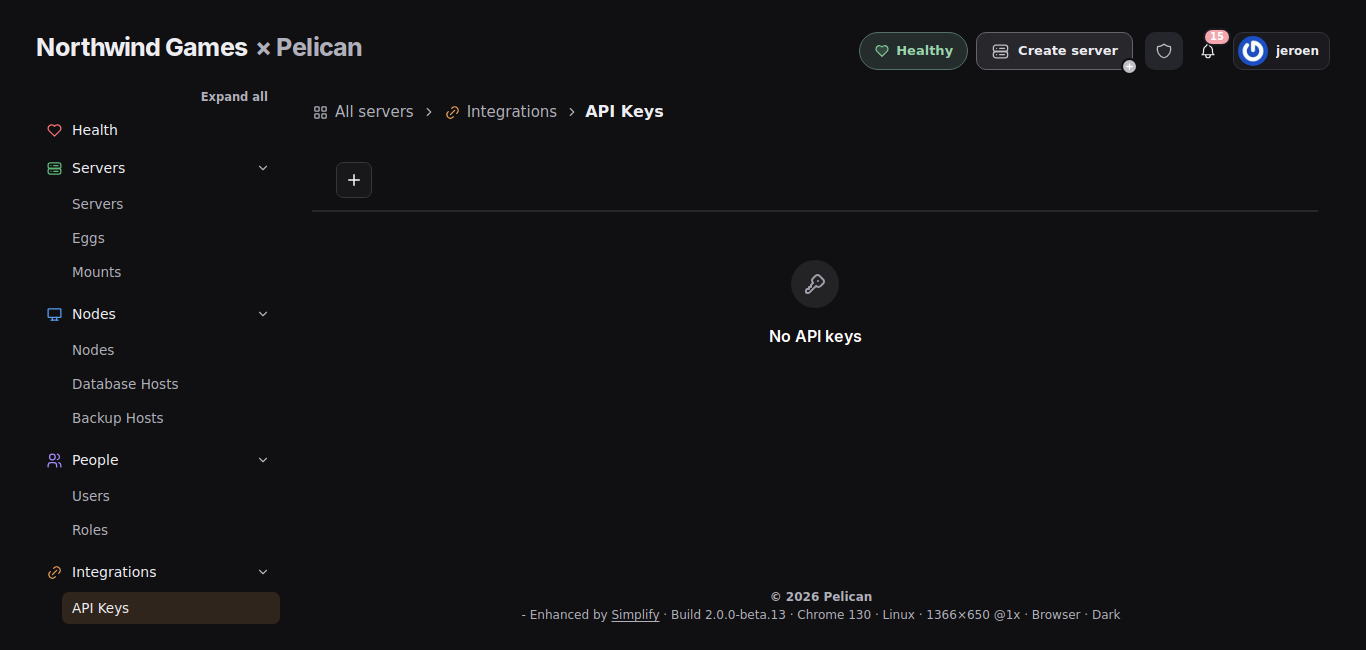 Northwind Games × Pelican
Healthy
Create server
15
jeroen
Expand all
Health
Servers
Servers
Eggs
Mounts
Nodes
Nodes
Database Hosts
Backup Hosts
People
Users
Roles
Integrations
API Keys
All servers > Integrations > API Keys
No API keys
© 2026 Pelican
- Enhanced by Simplify · Build 2.0.0-beta.13 · Chrome 130 · Linux · 1366×650 @1x · Browser · Dark